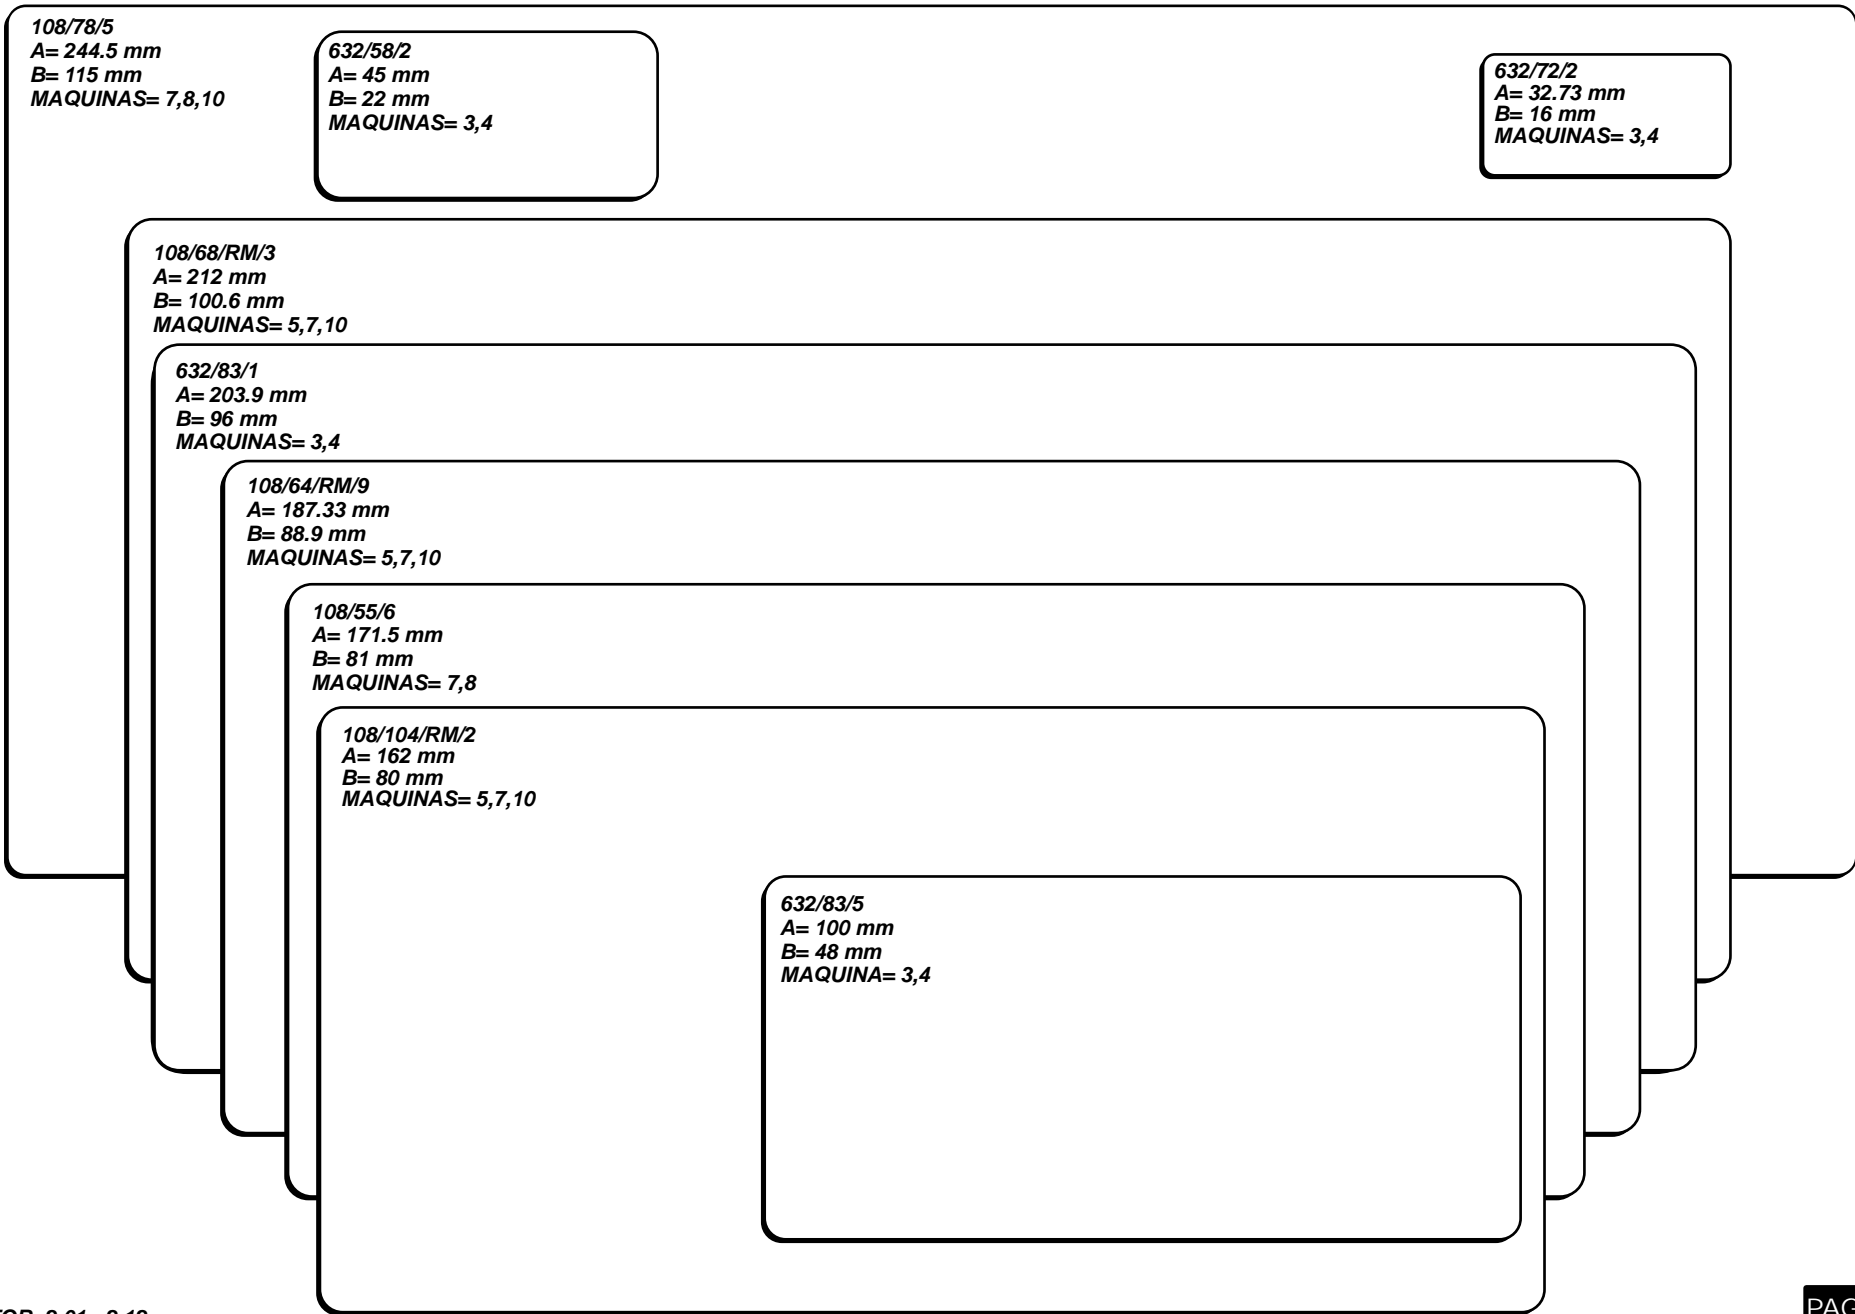 108/78/5
A= 244.5 mm
B= 115 mm
MAQUINAS= 7,8,10
632/58/2
A= 45 mm
B= 22 mm
MAQUINAS= 3,4
632/72/2
A= 32.73 mm
B= 16 mm
MAQUINAS= 3,4
108/68/RM/3
A= 212 mm
B= 100.6 mm
MAQUINAS= 5,7,10
632/83/1
A= 203.9 mm
B= 96 mm
MAQUINAS= 3,4
108/64/RM/9
A= 187.33 mm
B= 88.9 mm
MAQUINAS= 5,7,10
108/55/6
A= 171.5 mm
B= 81 mm
MAQUINAS= 7,8
108/104/RM/2
A= 162 mm
B= 80 mm
MAQUINAS= 5,7,10
632/83/5
A= 100 mm
B= 48 mm
MAQUINA= 3,4
PAG